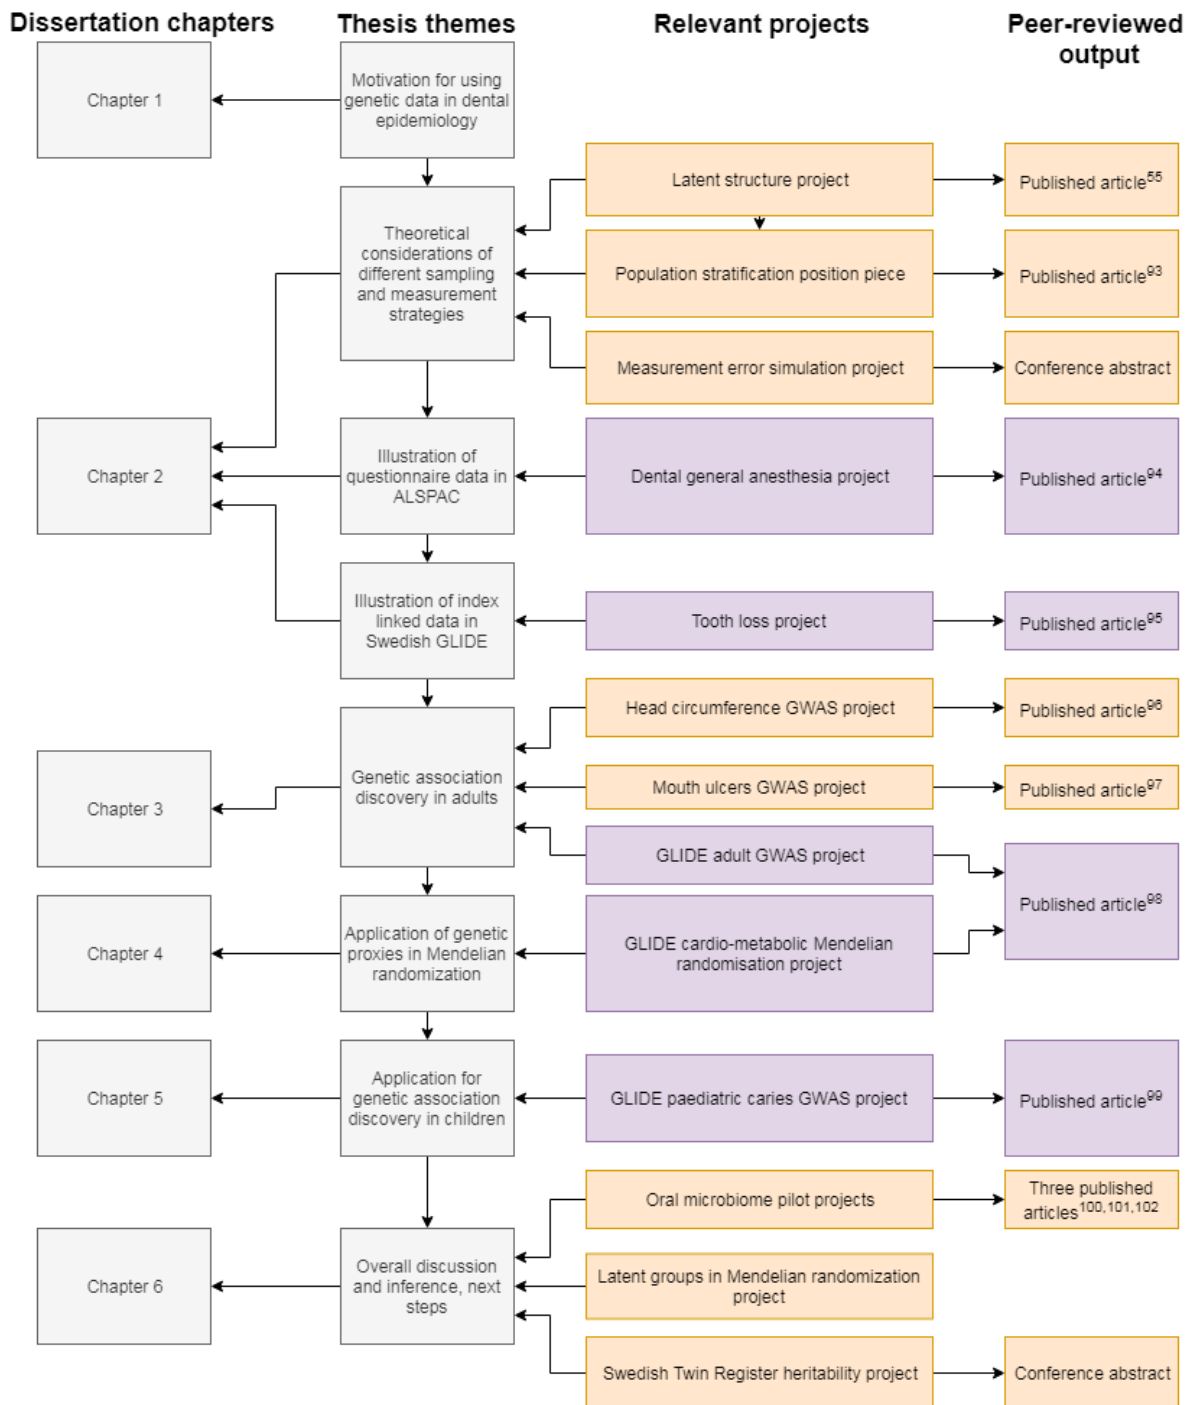 Dissertation chapters
Thesis themes
Relevant projects
Peer-reviewed
output
Chapter 1
Motivation for using
genetic data in dental
epidemiology
Latent structure project
Published article55
Theoretical
considerations of
different sampling
and measurement
strategies
Population stratification position piece
Published article93
Measurement error simulation project
Conference abstract
Chapter 2
Illustration of
questionnaire data in
ALSPAC
Dental general anesthesia project
Published article94
Illustration of index
linked data in
Swedish GLIDE
Tooth loss project
Published article95
Head circumference GWAS project
Published article96
Chapter 3
Genetic association
discovery in adults
Mouth ulcers GWAS project
Published article97
GLIDE adult GWAS project
Published article98
Chapter 4
Application of genetic
proxies in Mendelian
randomization
GLIDE cardio-metabolic Mendelian
randomisation project
Chapter 5
Application for
genetic association
discovery in children
GLIDE paediatric caries GWAS project
Published article99
Oral microbiome pilot projects
Three published
articles100,101,102
Chapter 6
Overall discussion
and inference, next
steps
Latent groups in Mendelian randomization
project
Swedish Twin Register heritability project
Conference abstract